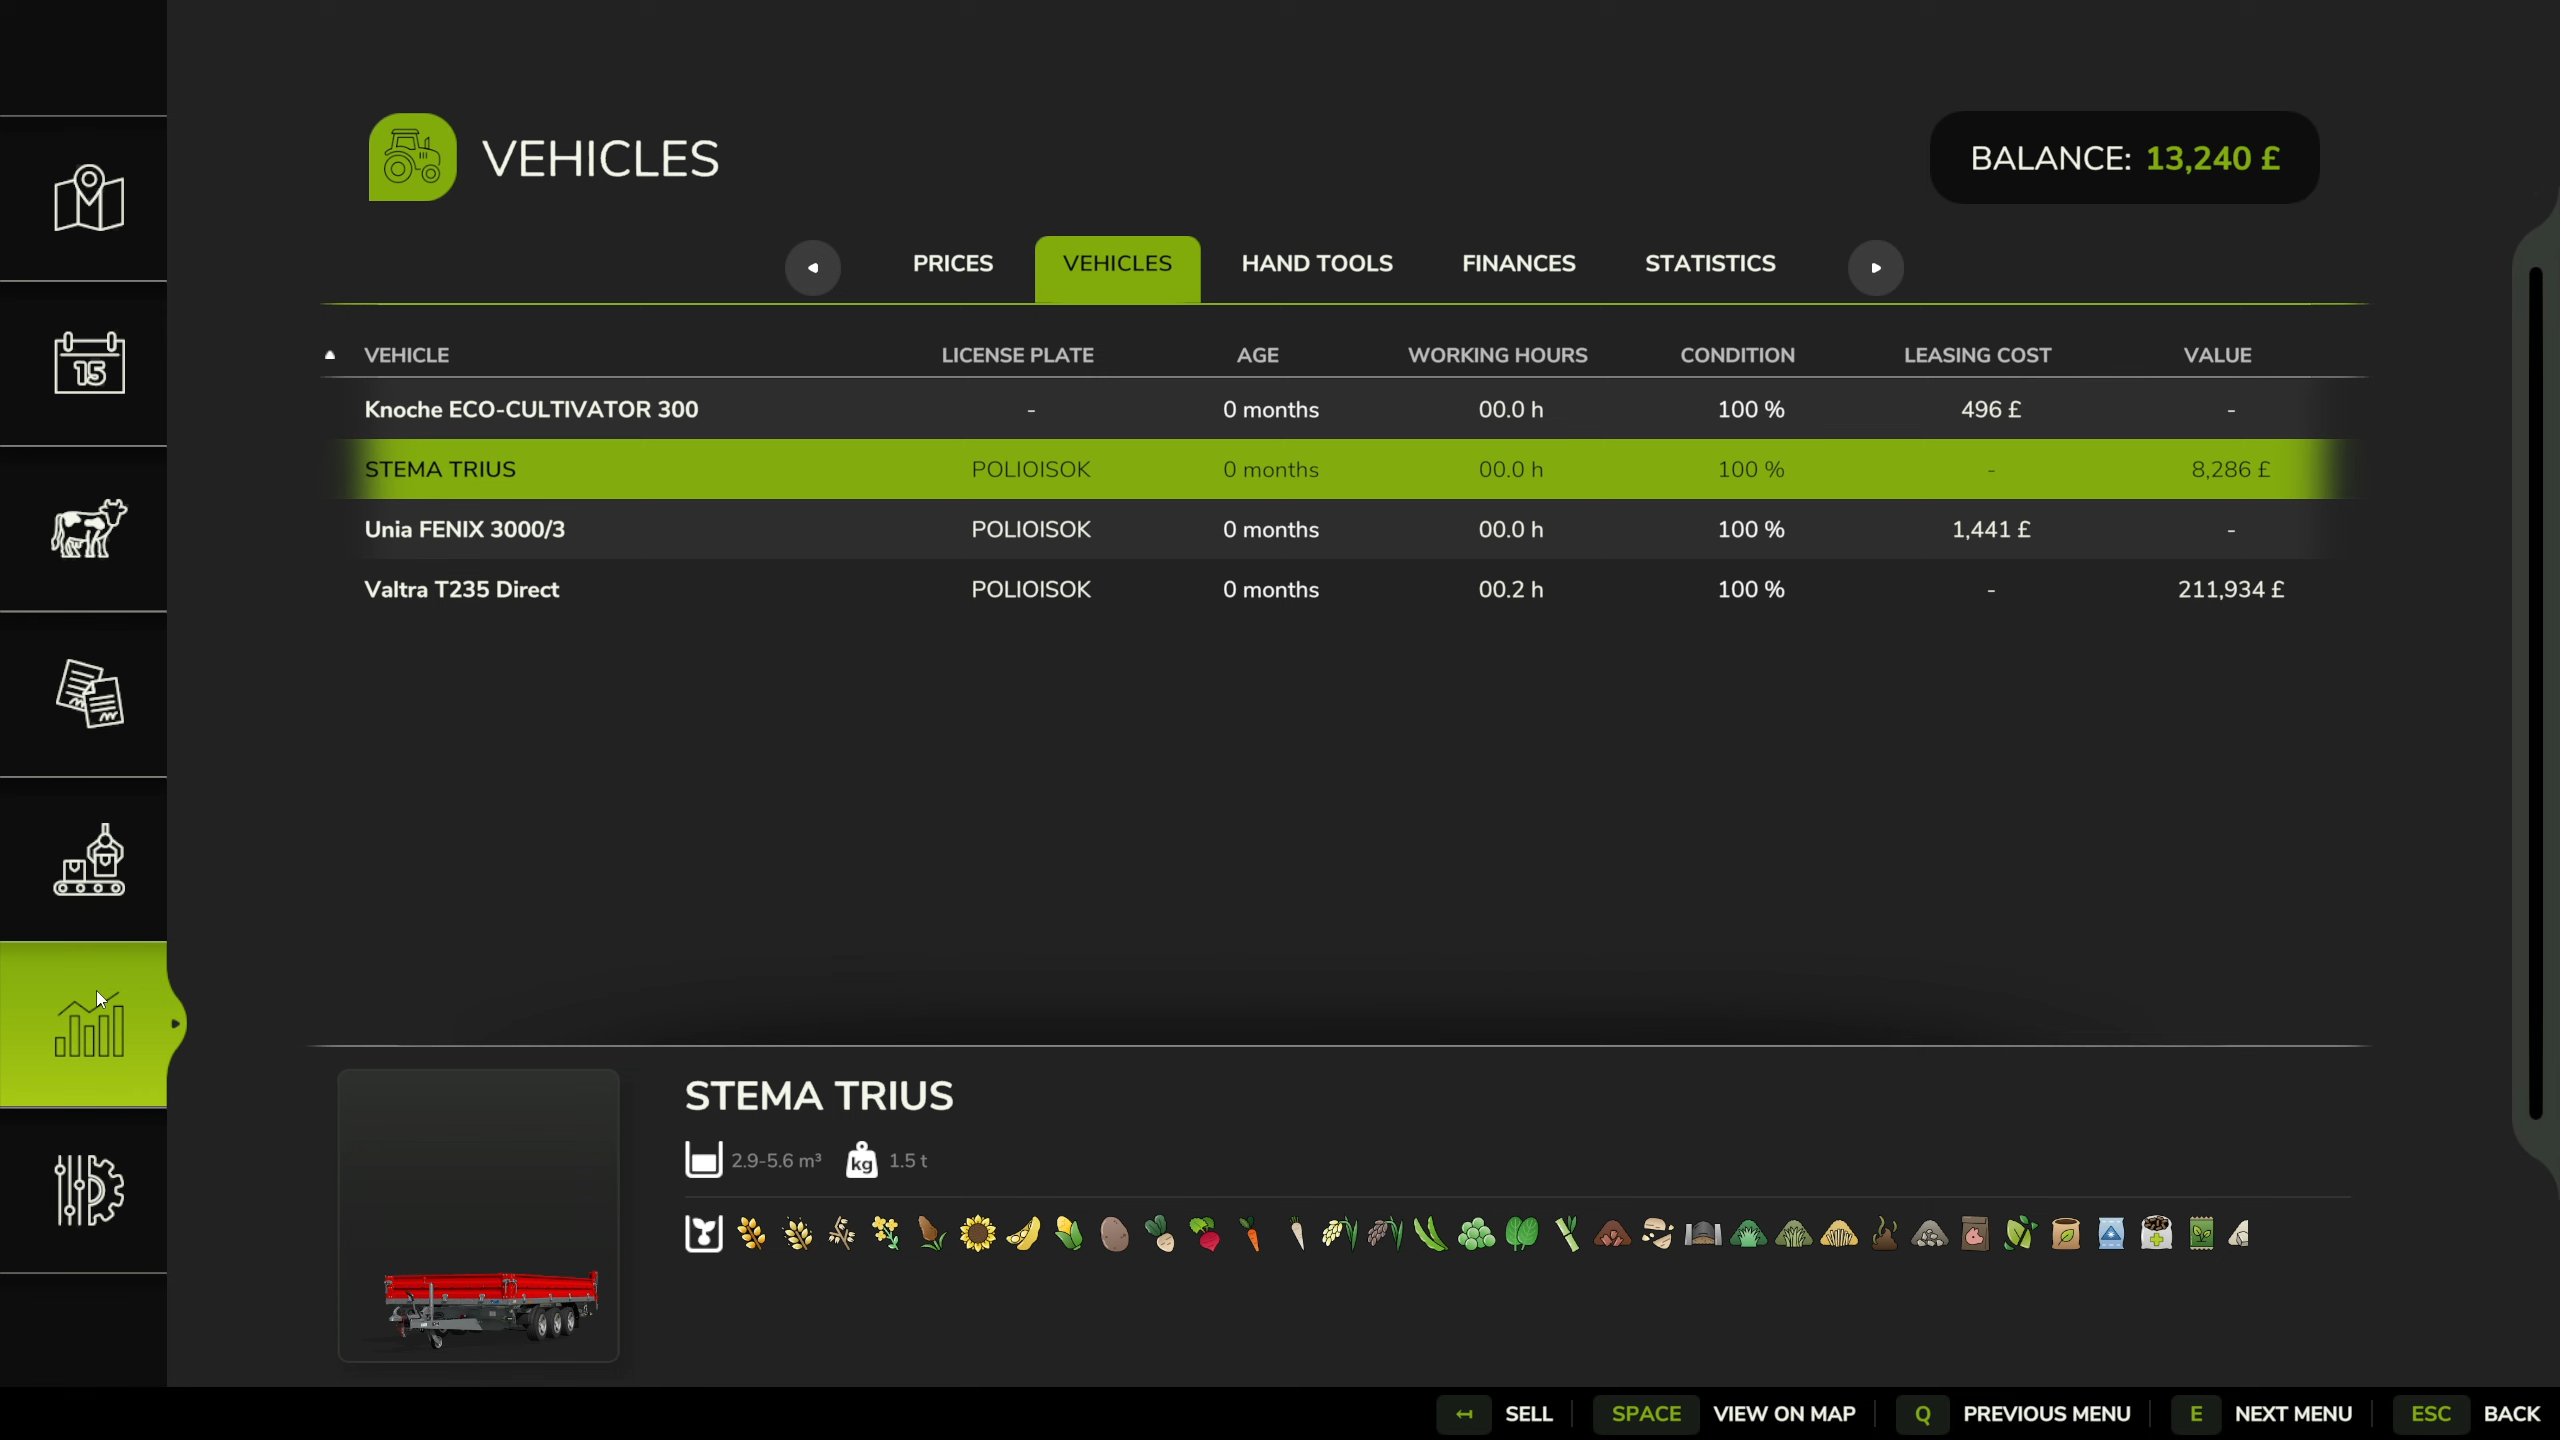 VEHICLES
BALANCE: 13,240 £
PRICES VEHICLES HAND TOOLS FINANCES STATISTICS
VEHICLE LICENSE PLATE AGE WORKING HOURS CONDITION LEASING COST VALUE
Knoche ECO-CULTIVATOR 300 - 0 months 00.0 h 100 % 496 £ -
STEMA TRIUS POLIOISOK 0 months 00.0 h 100 % - 8,286 £
Unia FENIX 3000/3 POLIOISOK 0 months 00.0 h 100 % 1,441 £ -
Valtra T235 Direct POLIOISOK 0 months 00.2 h 100 % - 211,934 £
15
STEMA TRIUS
2.9-5.6 m³ kg 1.5 t
SELL SPACE VIEW ON MAP Q PREVIOUS MENU E NEXT MENU ESC BACK